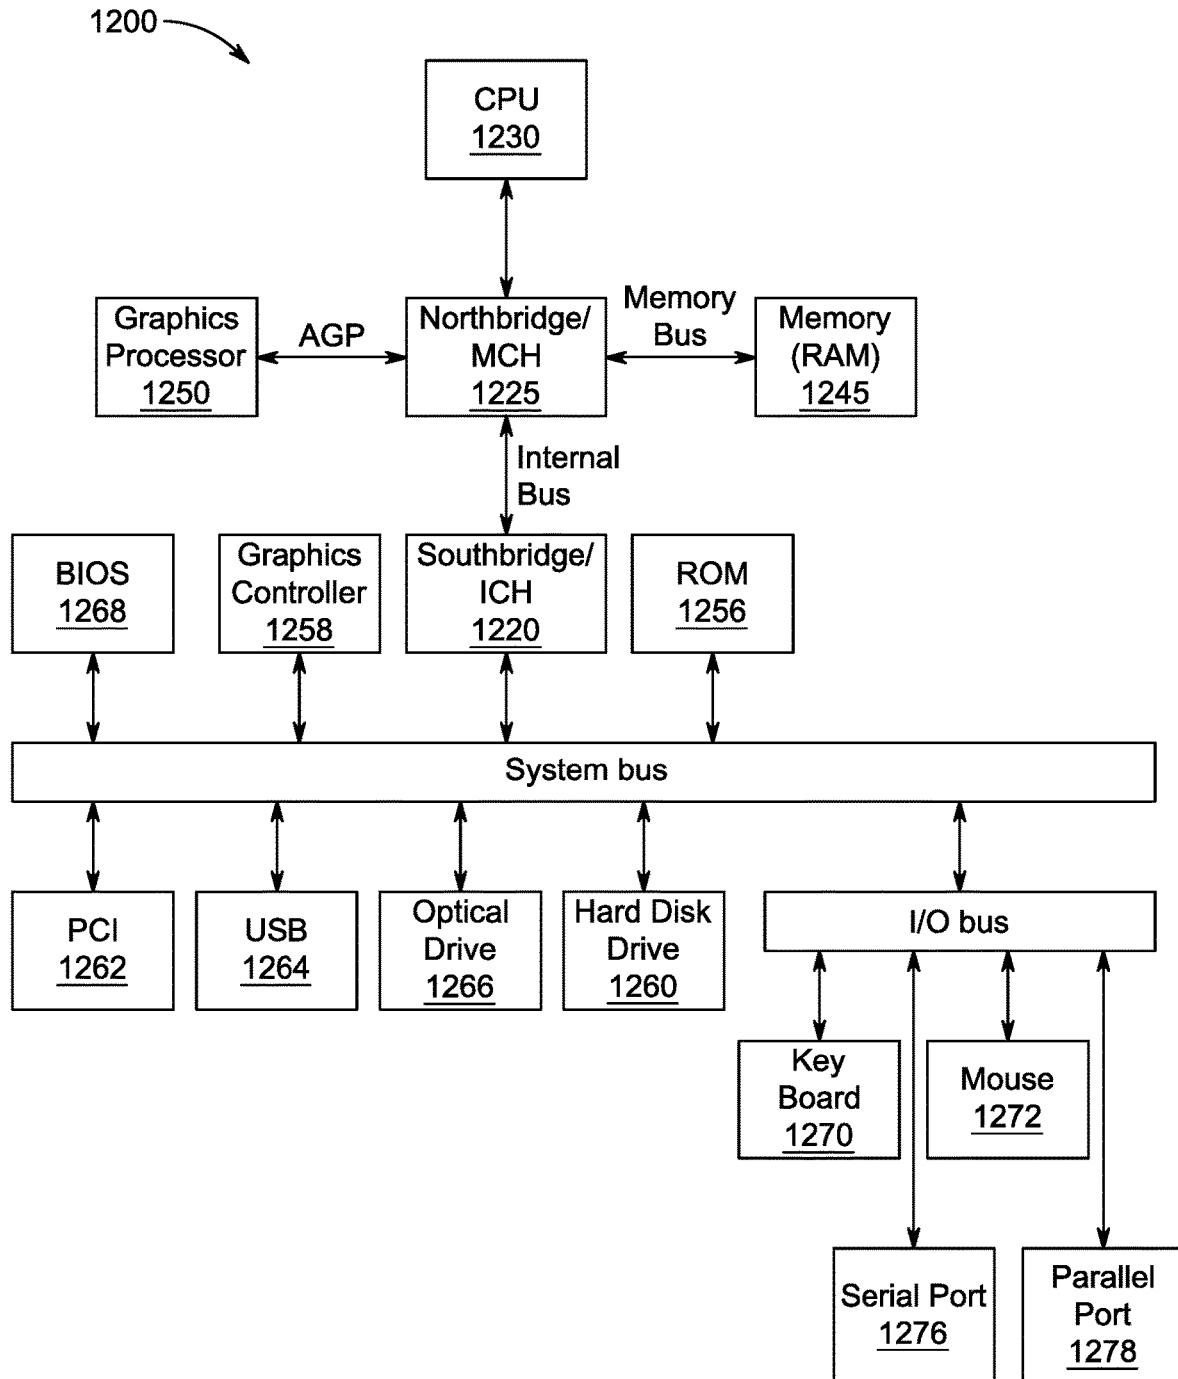 1200
CPU
1230
Graphics
Processor
1250
AGP
Northbridge/
MCH
1225
Memory
Bus
Memory
(RAM)
1245
Internal
Bus
BIOS
1268
Graphics
Controller
1258
Southbridge/
ICH
1220
ROM
1256
System bus
PCI
1262
USB
1264
Optical
Drive
1266
Hard Disk
Drive
1260
I/O bus
Key
Board
1270
Mouse
1272
Serial Port
1276
Parallel
Port
1278